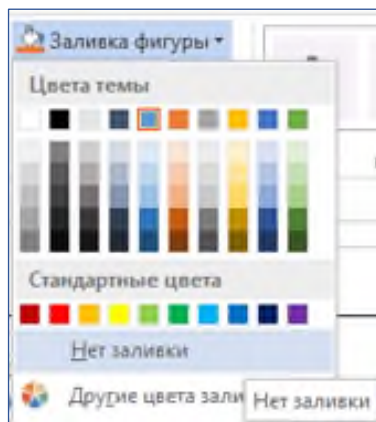 Заливка фигуры
Цвета темы
Стандартные цвета
Нет заливки
Другие цвета зали
Нет заливки